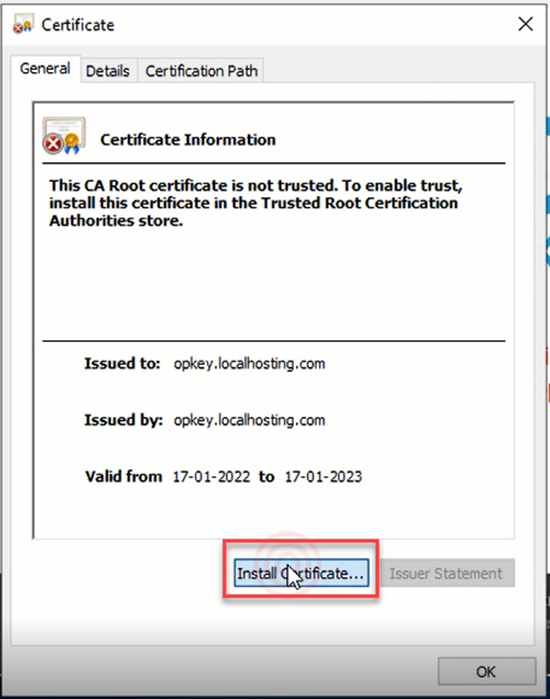 Certificate
General Details Certification Path
Certificate Information
This CA Root certificate is not trusted. To enable trust,
install this certificate in the Trusted Root Certification
Authorities store.
Issued to: opkey.localhosting.com
Issued by: opkey.localhosting.com
Valid from 17-01-2022 to 17-01-2023
Install Certificate... Issuer Statement
OK